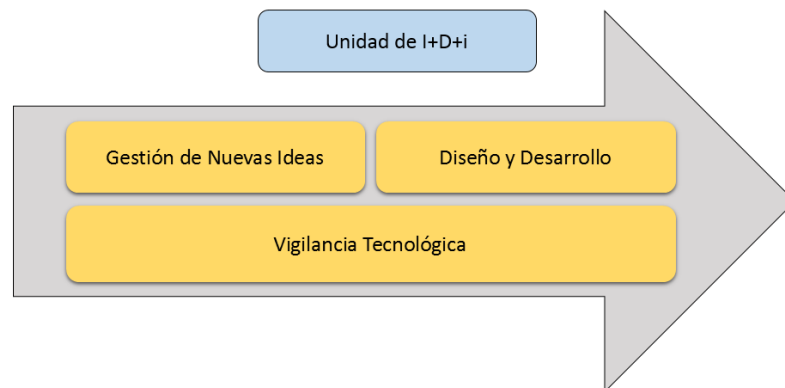 Unidad de I+D+i
Gestión de Nuevas Ideas
Diseño y Desarrollo
Vigilancia Tecnológica